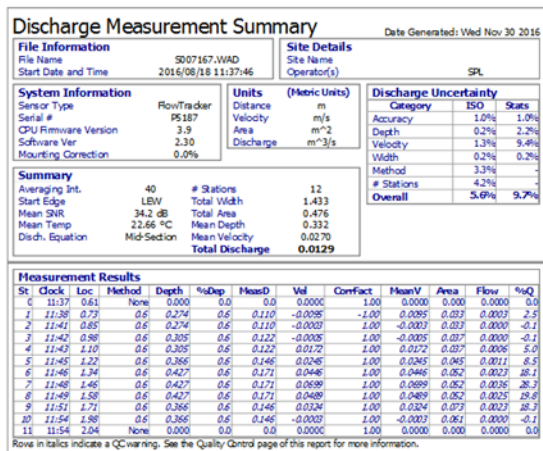 Discharge Measurement Summary
Date Generated: Wed Nov 30 2016
File Information
File Name S007167.WAD
Start Date and Time 2016/08/18 11:37:46
Site Details
Site Name
Operator(s) SPL
System Information
Sensor Type FlowTracker
Serial # P5187
CPU Firmware Version 3.9
Software Ver 2.30
Mounting Correction 0.0%
Units (Metric Units)
Distance m
Velocity m/s
Area m^2
Discharge m^3/s
Discharge Uncertainty
Category ISO Stats
Accuracy 1.0% 1.0%
Depth 0.2% 2.2%
Velocity 1.3% 9.4%
Width 0.2% 0.2%
Method 3.3% -
# Stations 4.2% -
Overall 5.6% 9.7%
Summary
Averaging Int. 40 # Stations 12
Start Edge LEW Total Width 1.433
Mean SNR 34.2 dB Total Area 0.476
Mean Temp 22.66 °C Mean Depth 0.332
Disch. Equation Mid-Section Mean Velocity 0.0270
Total Discharge 0.0129
Measurement Results
St Clock Loc Method Depth %Dep MeasD Vel CorrFact MeanV Area Flow %Q
0 11:37 0.61 None 0.000 0.0 0.0 0.0000 1.00 0.0000 0.000 0.0000 0.0
1 11:38 0.73 0.6 0.274 0.6 0.110 -0.0095 -1.00 0.0095 0.033 0.0003 2.5
2 11:41 0.85 0.6 0.274 0.6 0.110 -0.0003 1.00 -0.0003 0.033 0.0000 -0.1
3 11:42 0.98 0.6 0.305 0.6 0.122 -0.0005 1.00 -0.0005 0.037 0.0000 -0.1
4 11:43 1.10 0.6 0.305 0.6 0.122 0.0172 1.00 0.0172 0.037 0.0006 5.0
5 11:45 1.22 0.6 0.366 0.6 0.146 0.0245 1.00 0.0245 0.045 0.0011 8.5
6 11:46 1.34 0.6 0.427 0.6 0.171 0.0446 1.00 0.0446 0.052 0.0023 18.1
7 11:48 1.46 0.6 0.427 0.6 0.171 0.0699 1.00 0.0699 0.052 0.0036 28.3
8 11:49 1.58 0.6 0.427 0.6 0.171 0.0489 1.00 0.0489 0.052 0.0025 19.8
9 11:51 1.71 0.6 0.366 0.6 0.146 0.0324 1.00 0.0324 0.073 0.0023 18.3
10 11:54 1.98 0.6 0.366 0.6 0.146 -0.0003 1.00 -0.0003 0.061 0.0000 -0.1
11 11:54 2.04 None 0.000 0.0 0.0 0.0000 1.00 0.0000 0.000 0.0000 0.0
Rows in italics indicate a QC warning. See the Quality Control page of this report for more information.